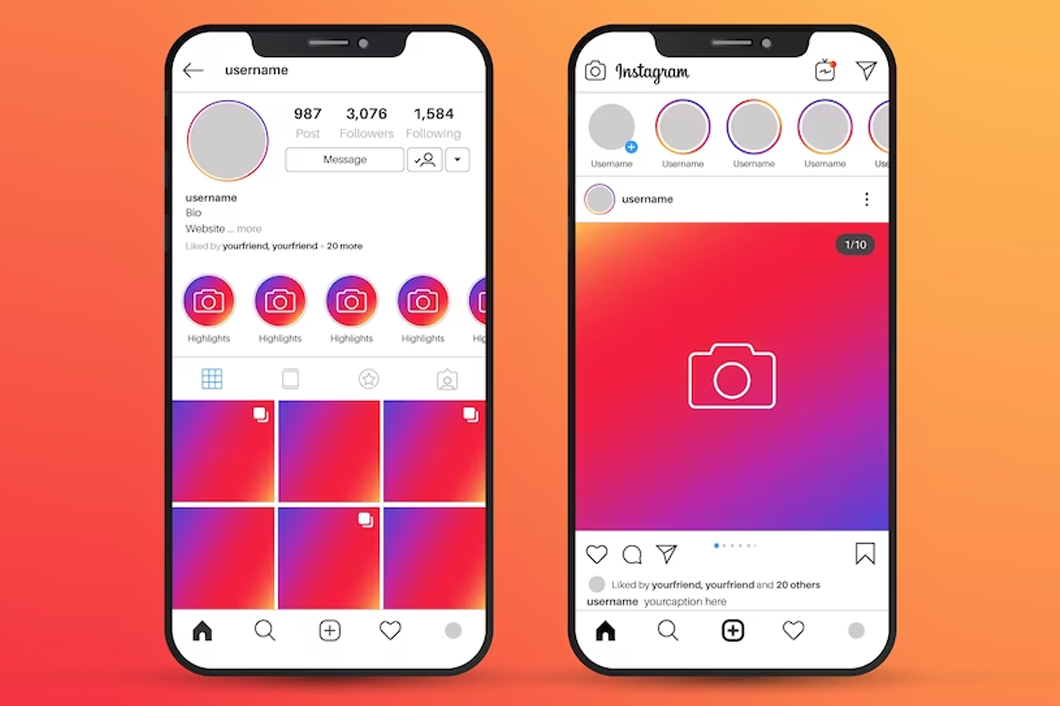 username
987 3,076 1,584
Post Followers Following
Message
username
Bio
Website... more
Liked by yourfriend, yourfriend • 20 more
Highlights Highlights Highlights Highlights Hig
Instagram
Username Username Username Username Use
username
1/10
Liked by yourfriend, yourfriend and 20 others
username yourcaption here